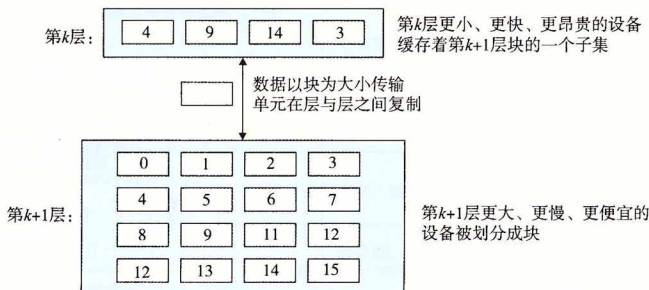 第k层：
4 9 14 3
第k层更小、更快、更昂贵的设备
缓存着第k+1层块的一个子集
数据以块为大小传输
单元在层与层之间复制
第k+1层：
0 1 2 3
4 5 6 7
8 9 11 12
12 13 14 15
第k+1层更大、更慢、更便宜的
设备被划分成块